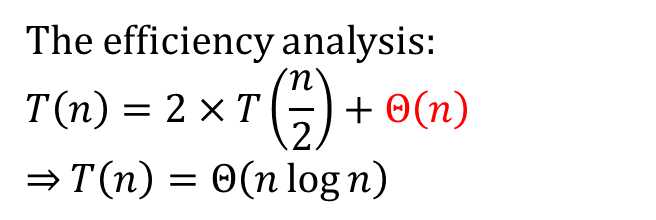 The efficiency analysis:
T(n) = 2 × T(n/2) + Θ(n)
⇒ T(n) = Θ(n log n)